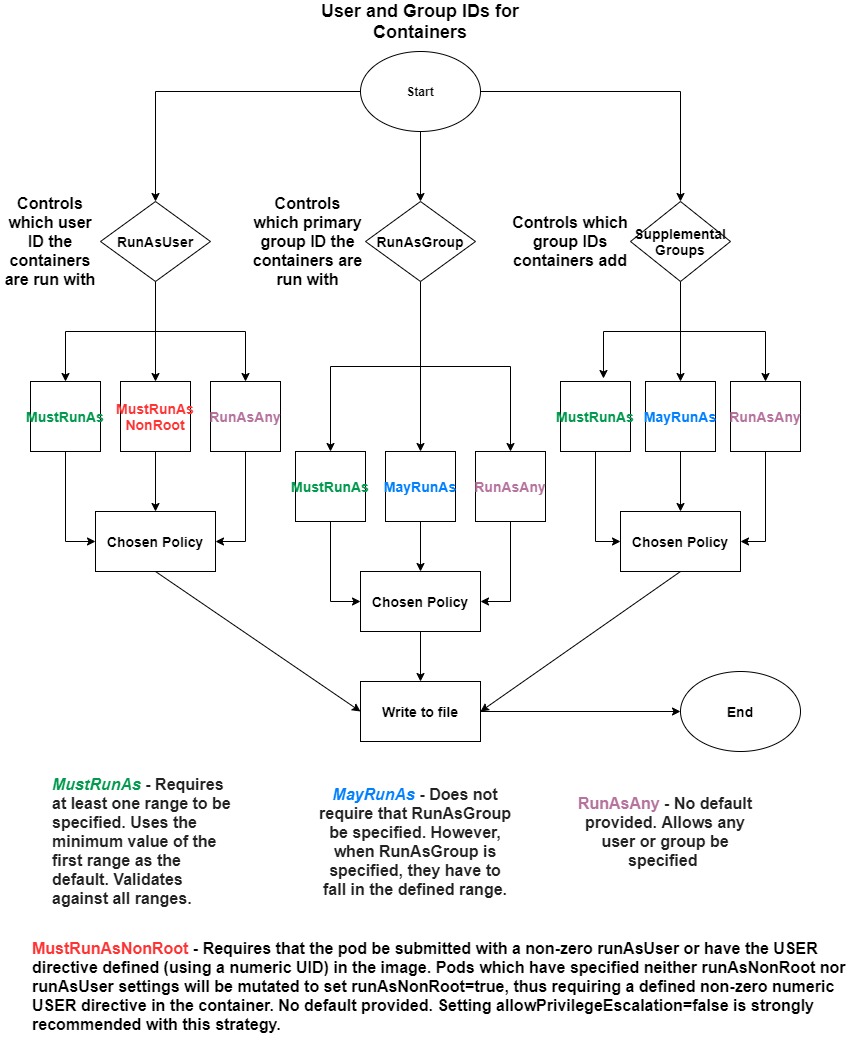 User and Group IDs for
Containers
Start
Controls
which user
ID the
containers
are run with
RunAsUser
Controls
which primary
group ID the
containers are
run with
RunAsGroup
Controls which
group IDs
containers add
Supplemental
Groups
MustRunAs
MustRunAs
NonRoot
RunAsAny
MustRunAs
MayRunAs
RunAsAny
MustRunAs
MayRunAs
RunAsAny
Chosen Policy
Chosen Policy
Chosen Policy
Write to file
End
MustRunAs - Requires
at least one range to be
specified. Uses the
minimum value of the
first range as the
default. Validates
against all ranges.
MayRunAs - Does not
require that RunAsGroup
be specified. However,
when RunAsGroup is
specified, they have to
fall in the defined range.
RunAsAny - No default
provided. Allows any
user or group be
specified
MustRunAsNonRoot - Requires that the pod be submitted with a non-zero runAsUser or have the USER
directive defined (using a numeric UID) in the image. Pods which have specified neither runAsNonRoot nor
runAsUser settings will be mutated to set runAsNonRoot=true, thus requiring a defined non-zero numeric
USER directive in the container. No default provided. Setting allowPrivilegeEscalation=false is strongly
recommended with this strategy.